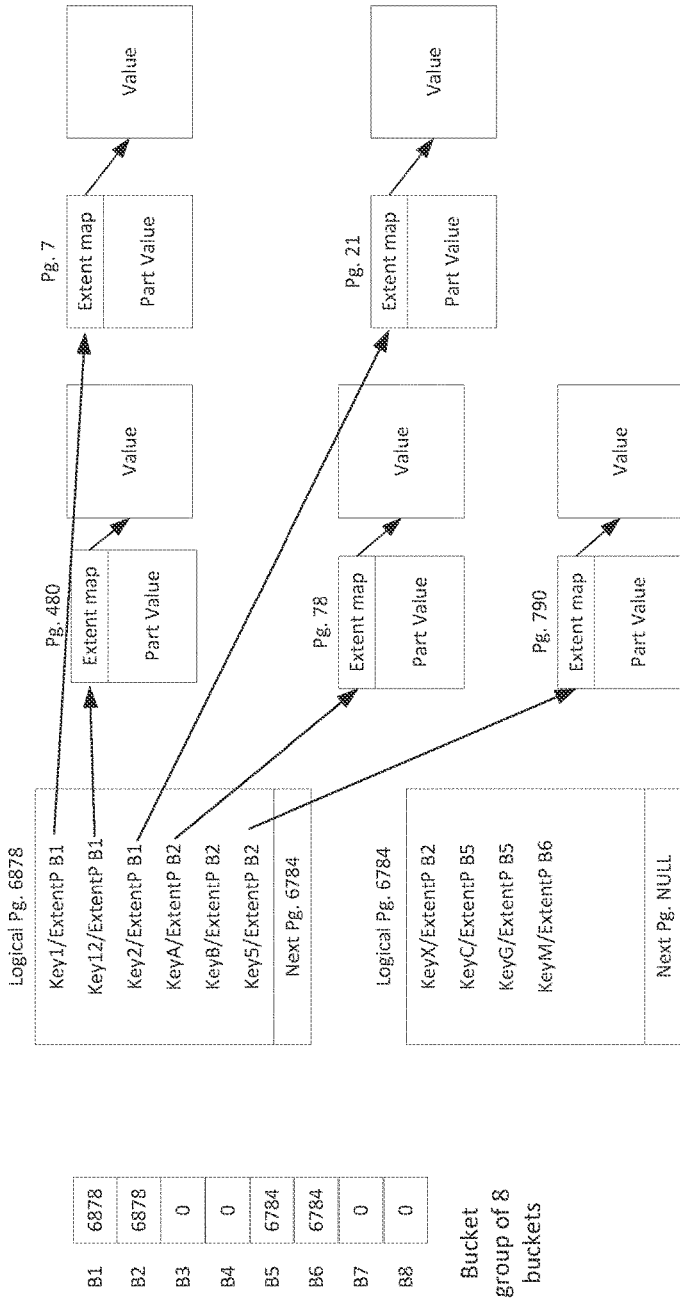 B1 6878
B2 6878
B3 0
B4 0
B5 6784
B6 6784
B7 0
B8 0
Bucket
group of 8
buckets
Logical Pg. 6878
Key1/ExtentP B1
Key12/ExtentP B1
Key2/ExtentP B1
KeyA/ExtentP B2
KeyB/ExtentP B2
Key5/ExtentP B2
Next Pg. 6784
Logical Pg. 6784
KeyX/ExtentP B2
KeyC/ExtentP B5
KeyG/ExtentP B5
KeyM/ExtentP B6
Next Pg. NULL
Pg. 480
Extent map
Part Value
Value
Pg. 7
Extent map
Part Value
Value
Pg. 78
Extent map
Part Value
Value
Pg. 21
Extent map
Part Value
Value
Pg. 790
Extent map
Part Value
Value